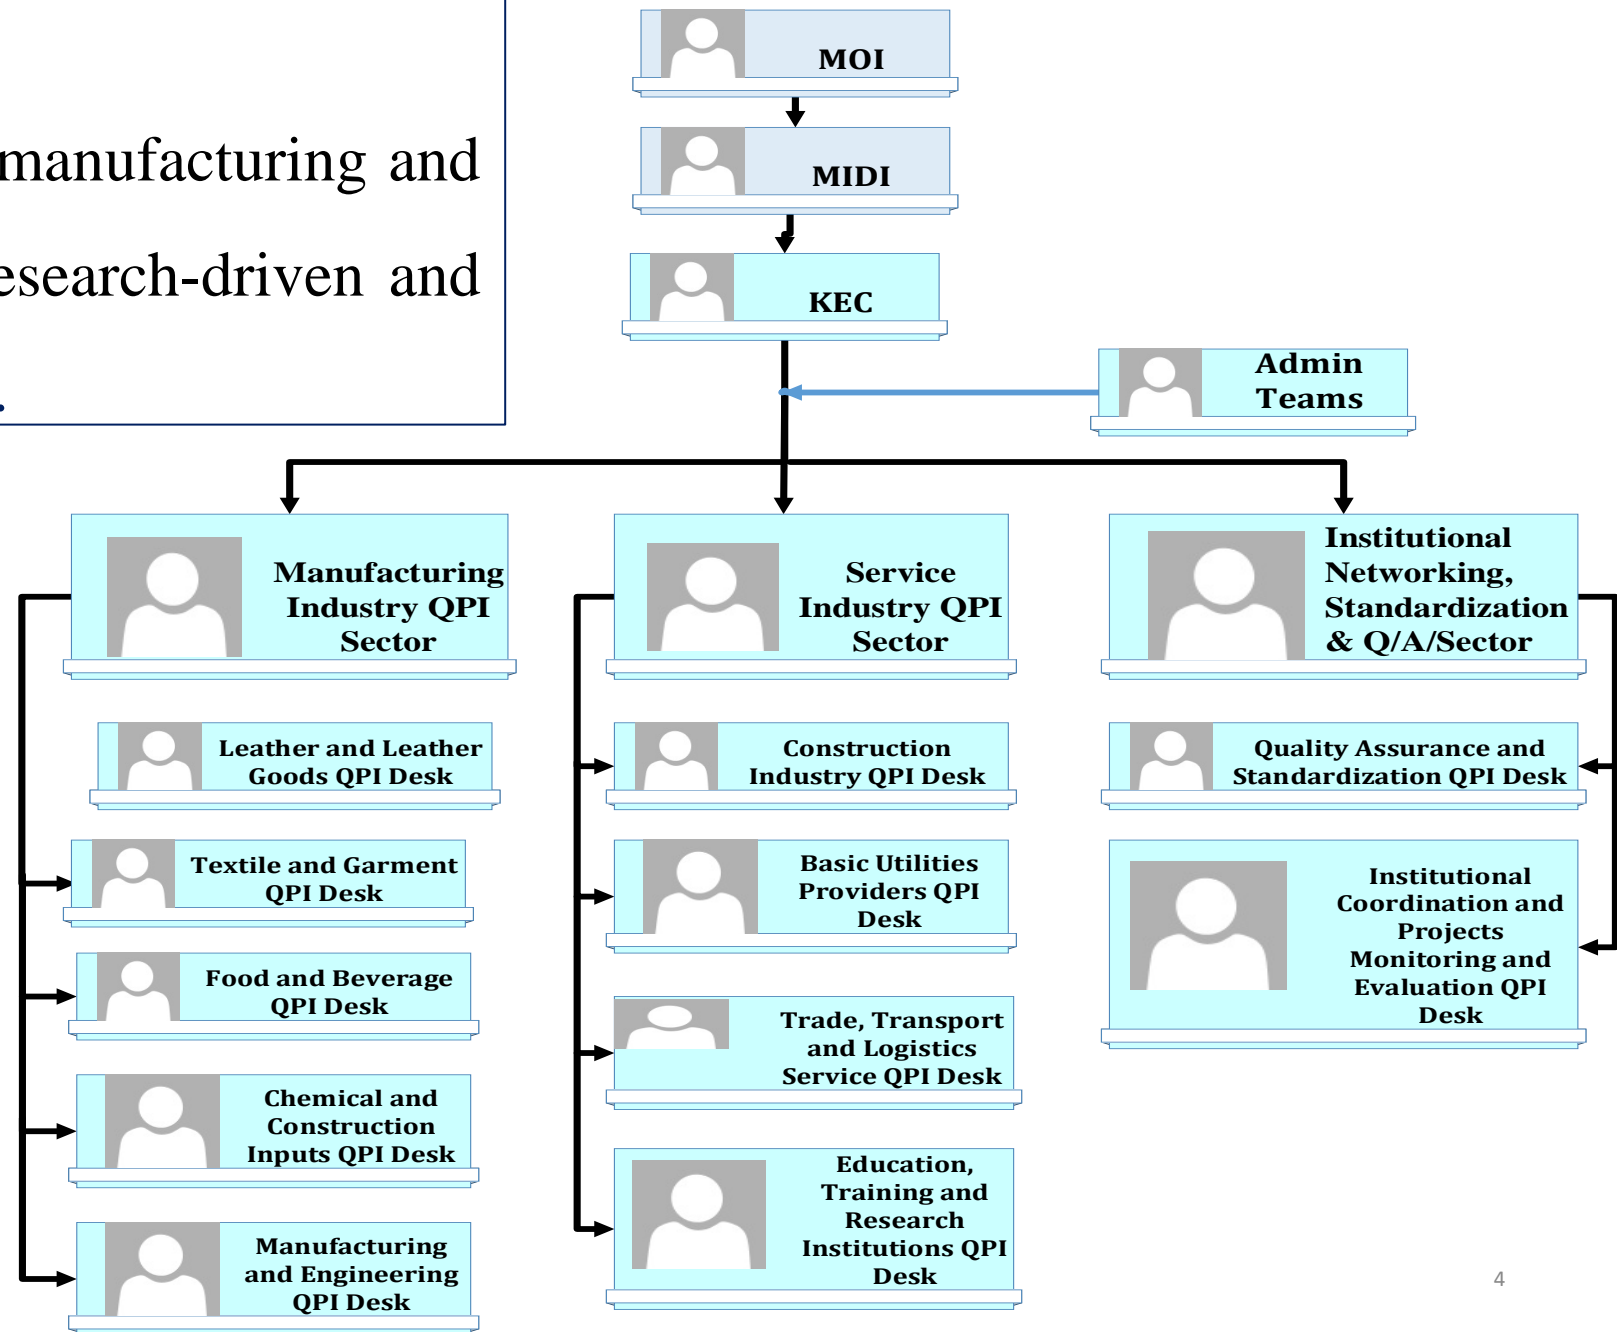 manufacturing and
esearch-driven and
.
MOI
MIDI
KEC
Admin
Teams
Manufacturing
Industry QPI
Sector
Leather and Leather
Goods QPI Desk
Textile and Garment
QPI Desk
Food and Beverage
QPI Desk
Chemical and
Construction
Inputs QPI Desk
Manufacturing
and Engineering
QPI Desk
Service
Industry QPI
Sector
Construction
Industry QPI Desk
Basic Utilities
Providers QPI
Desk
Trade, Transport
and Logistics
Service QPI Desk
Education,
Training and
Research
Institutions QPI
Desk
Institutional
Networking,
Standardization
& Q/A/Sector
Quality Assurance and
Standardization QPI Desk
Institutional
Coordination and
Projects
Monitoring and
Evaluation QPI
Desk
4